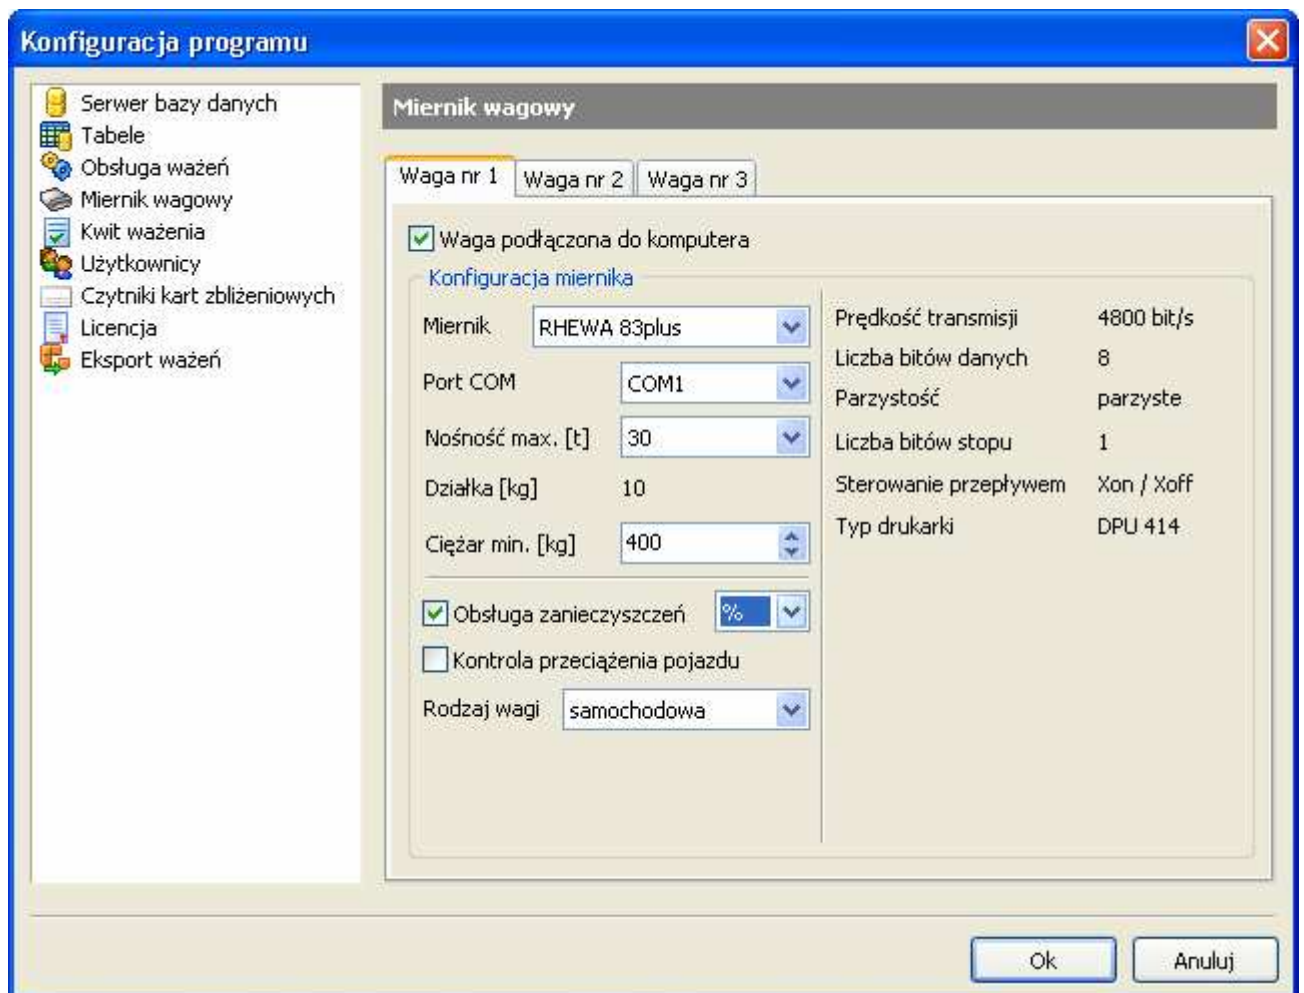 Konfiguracja programu
Serwer bazy danych
Tabele
Obsługa ważeń
Miernik wagowy
Kwit ważenia
Użytkownicy
Czytniki kart zbliżeniowych
Licencja
Eksport ważeń
Miernik wagowy
Waga nr 1 Waga nr 2 Waga nr 3
Waga podłączona do komputera
Konfiguracja miernika
Miernik RHEWA 83plus
Port COM COM1
Nośność max. [t] 30
Działka [kg] 10
Ciężar min. [kg] 400
Obsługa zanieczyszczeń %
Kontrola przeciążenia pojazdu
Rodzaj wagi samochodowa
Prędkość transmisji 4800 bit/s
Liczba bitów danych 8
Parzystość parzyste
Liczba bitów stopu 1
Sterowanie przepływem Xon / Xoff
Typ drukarki DPU 414
Ok Anuluj